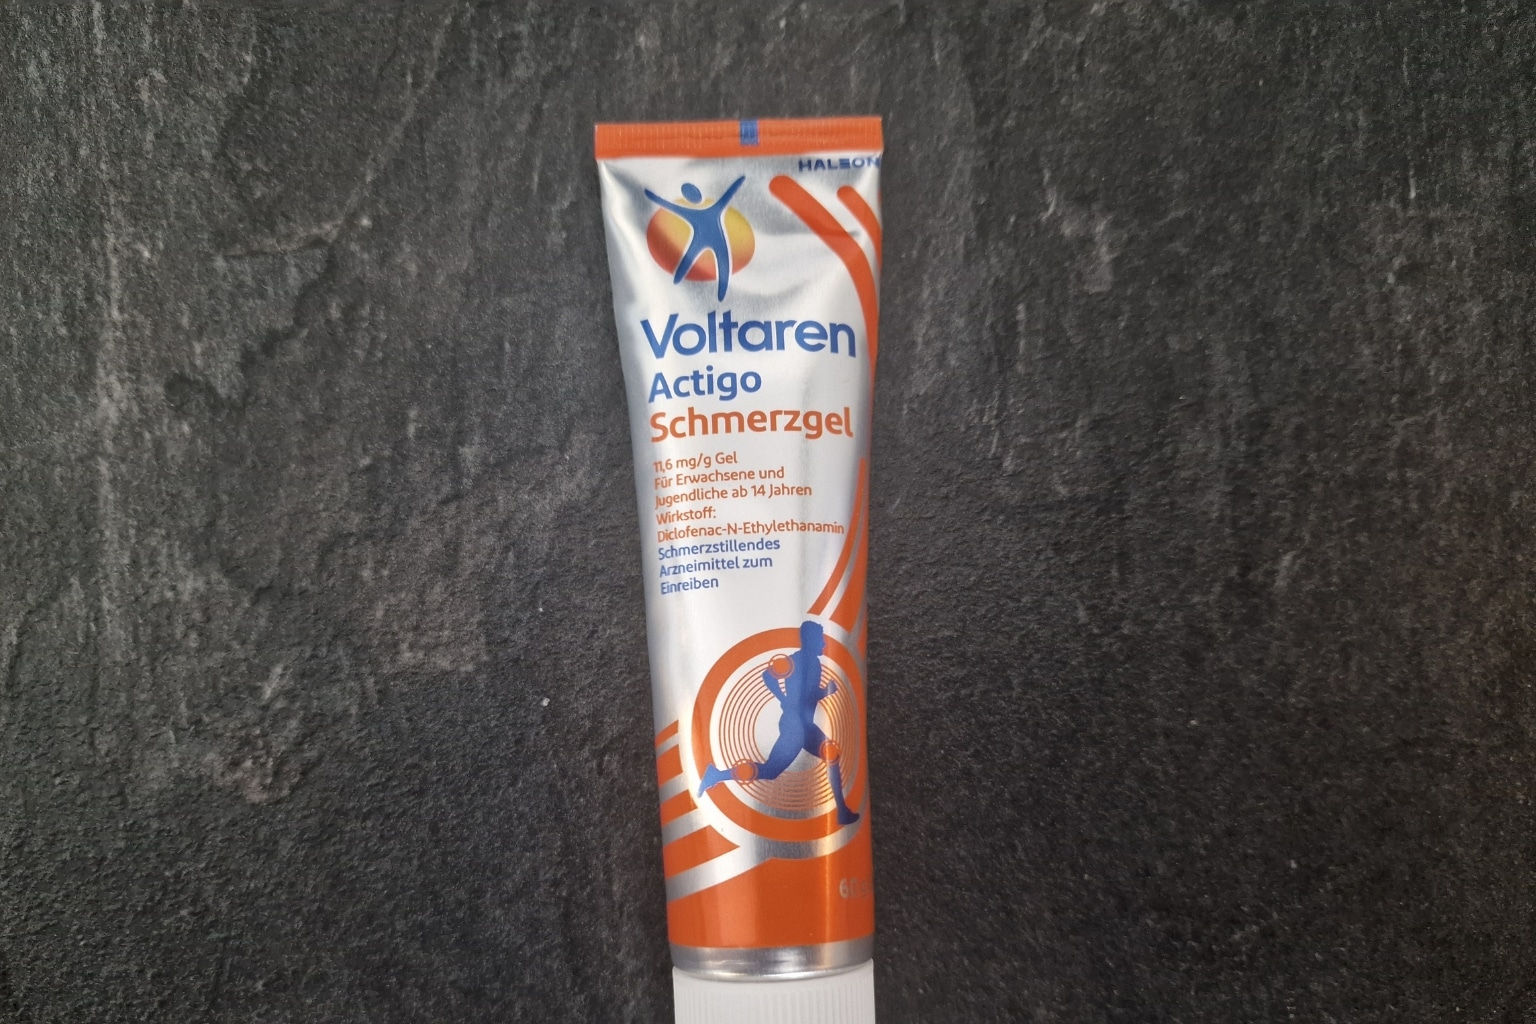 HALEON
Voltaren
Actigo
Schmerzgel
11,6 mg/g Gel
Für Erwachsene und
Jugendliche ab 14 Jahren
Wirkstoff:
Diclofenac-N-Ethylethanamin
Schmerzstillendes
Arzneimittel zum
Einreiben